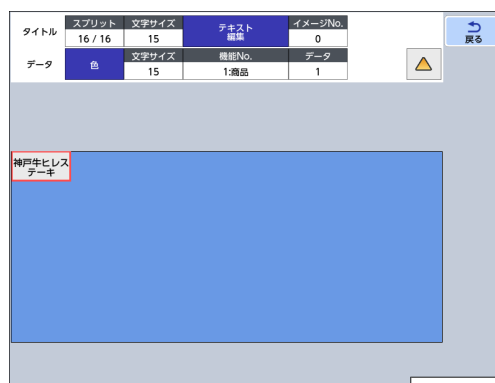 タイトル
スプリット
16 / 16
文字サイズ
15
テキスト
編集
イメージNo.
0
戻る
データ
色
文字サイズ
15
機能No.
1:商品
データ
1
神戸牛ヒレス
テーキ